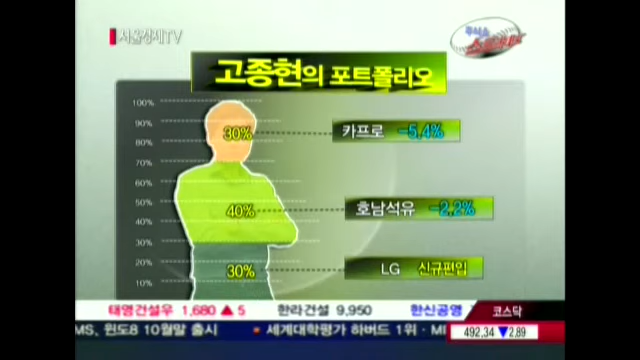 서울경제TV
고종현의 포트폴리오
100%
90%
80%
70%
60%
50%
40%
30%
20%
10%
30% 카프로 -5.4%
40% 호남석유 -2.2%
30% LG 신규편입
태영건설우 1,680 ▲ 5 한라건설 9,950 한신공영
코스닥
MS, 윈도8 10월말 출시 세계대학평가 하버드 1위 · MI
492.34 ▼2.89